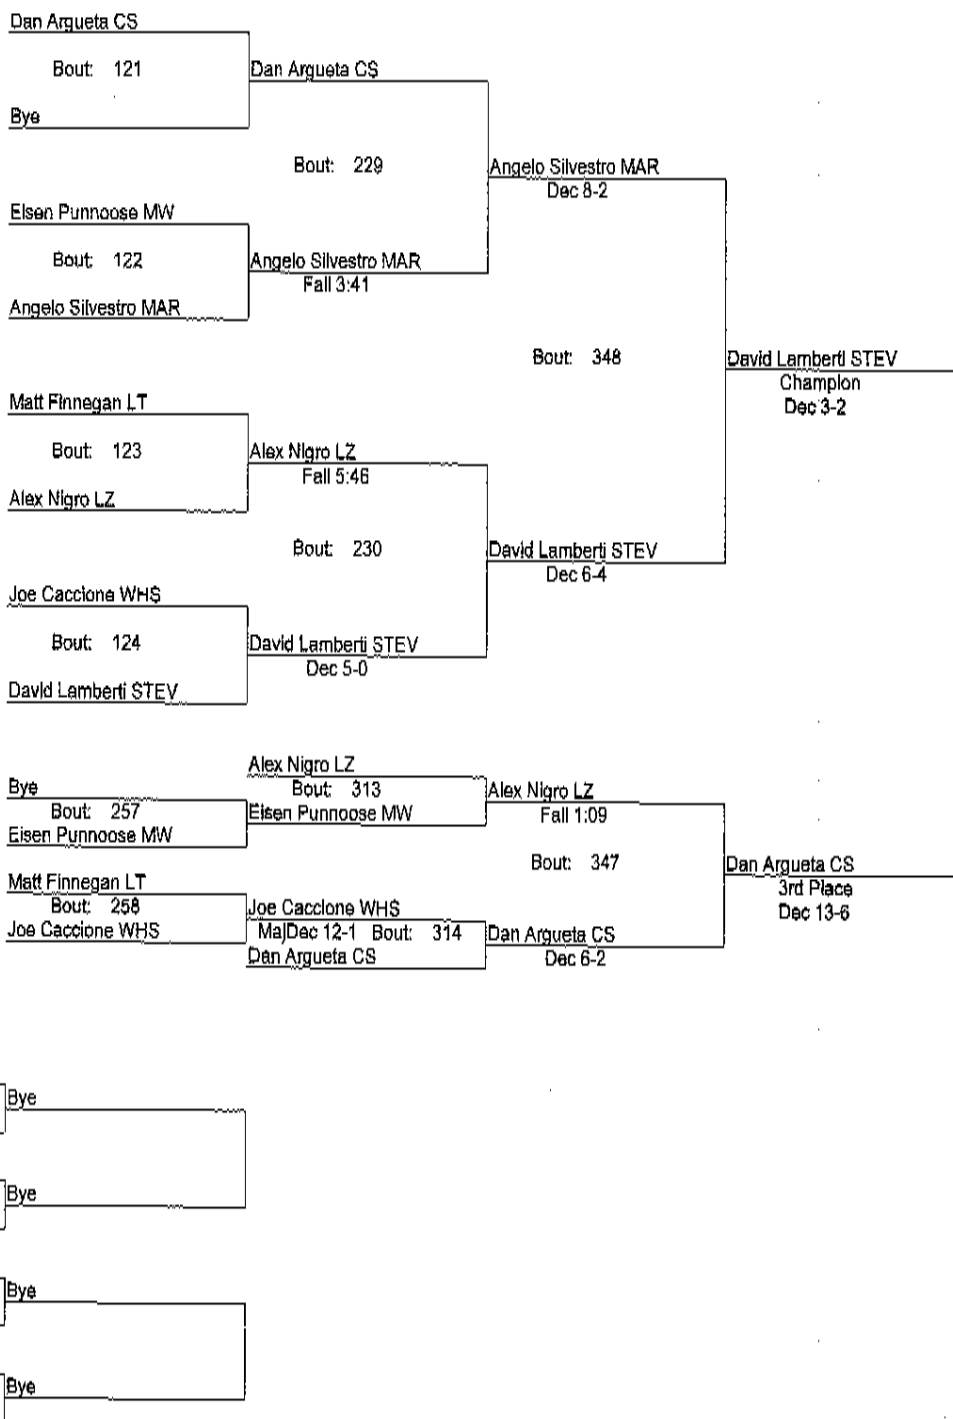 Dan Argueta CS
Bout: 121
Dan Argueta CS
Bye
Bout: 229
Angelo Silvestro MAR
Dec 8-2
Eisen Punnoose MW
Bout: 122
Angelo Silvestro MAR
Fall 3:41
Angelo Silvestro MAR
Bout: 348
David Lamberti STEV
Champion
Dec 3-2
Matt Finnegan LT
Bout: 123
Alex Nigro LZ
Fall 5:46
Alex Nigro LZ
Bout: 230
David Lamberti STEV
Dec 6-4
Joe Caccione WHS
Bout: 124
David Lamberti STEV
Dec 5-0
David Lamberti STEV
Alex Nigro LZ
Bye
Bout: 313
Alex Nigro LZ
Bout: 257
Eisen Punnoose MW
Fall 1:09
Eisen Punnoose MW
Bout: 347
Dan Argueta CS
3rd Place
Dec 13-6
Matt Finnegan LT
Bout: 258
Joe Caccione WHS
Joe Caccione WHS
MajDec 12-1 Bout: 314
Dan Argueta CS
Dec 6-2
Dan Argueta CS
Bye
Bye
Bye
Bye